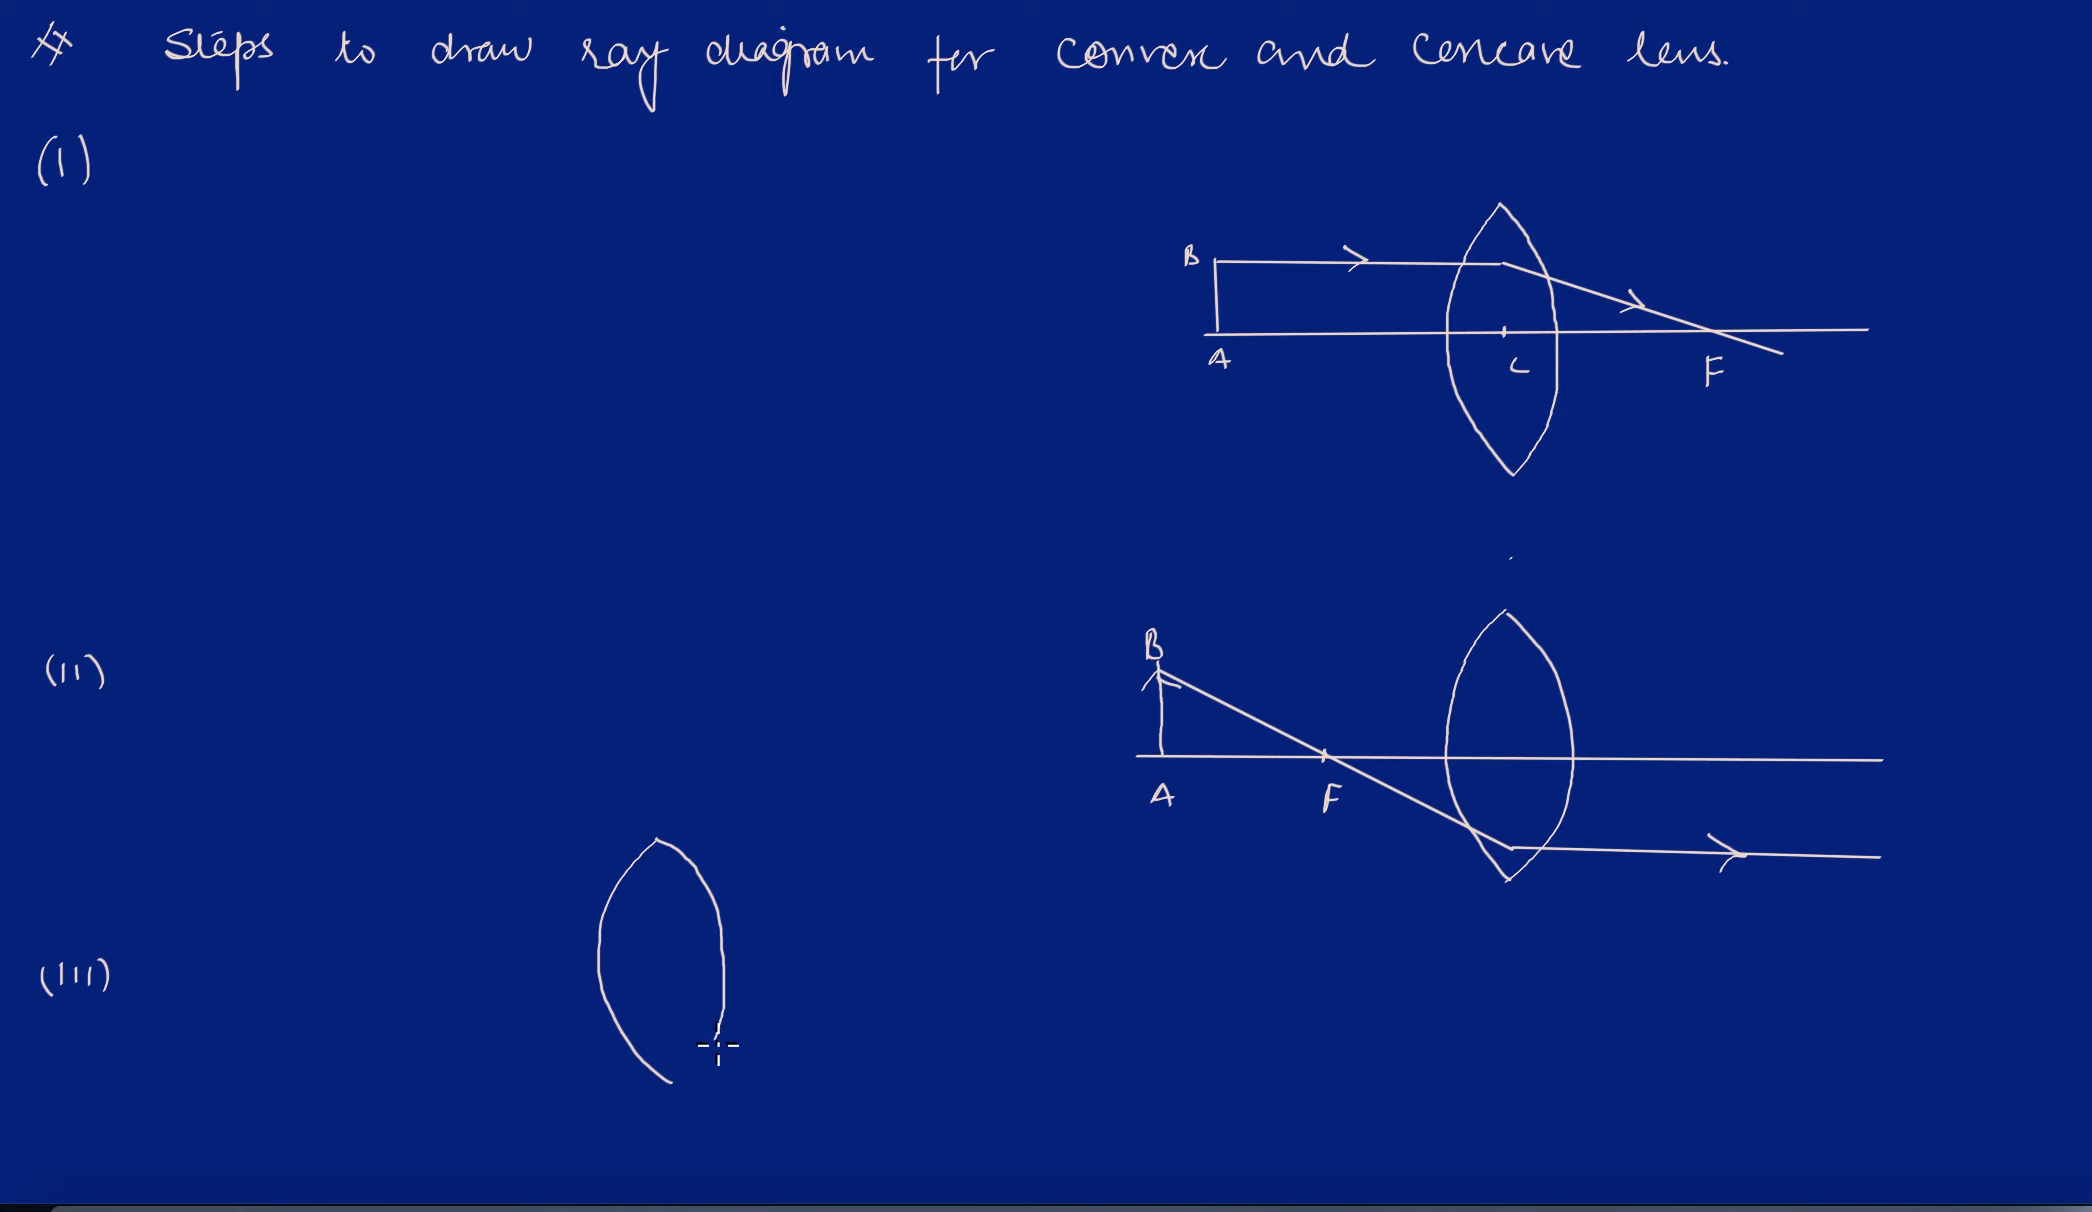 Steps to draw ray diagram for convex and concave lens.
(I)
B
A C F
B
(II)
A F
(III)